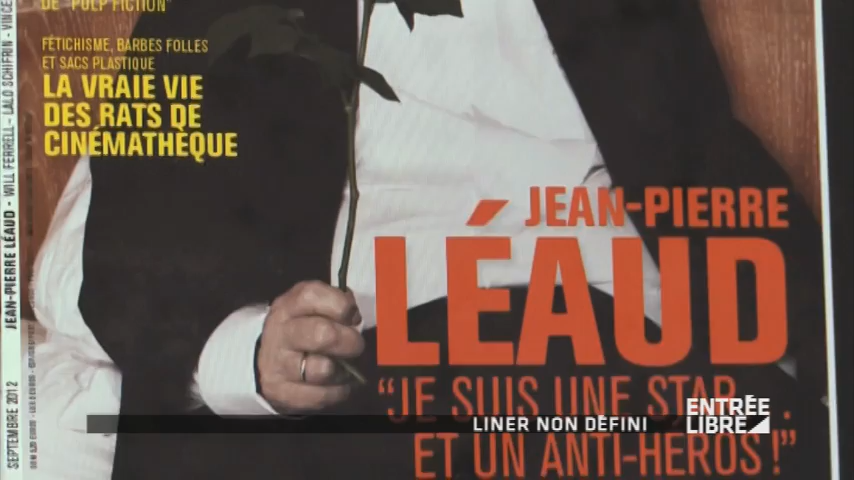 DE "PULP FICTION"
FÉTICHISME, BARBES FOLLES
ET SACS PLASTIQUE
LA VRAIE VIE
DES RATS DE
CINÉMATHÈQUE
SEPTEMBRE 2012
JEAN-PIERRE LÉAUD - WILL FERRELL - LALO SCHIFRIN - VINCE
JEAN-PIERRE
LÉAUD
"JE SUIS UNE STAR
ET UN ANTI-HÉROS !"
LINER NON DÉFINI
ENTRÉE
LIBRE